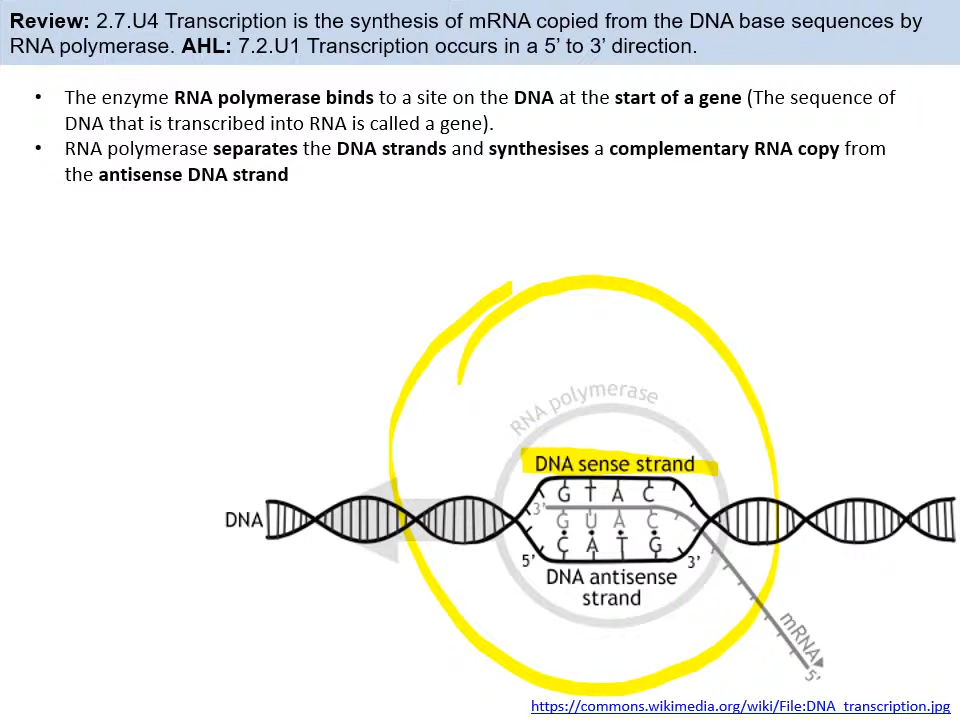 Review: 2.7.U4 Transcription is the synthesis of mRNA copied from the DNA base sequences by
RNA polymerase. AHL: 7.2.U1 Transcription occurs in a 5’ to 3’ direction.
• The enzyme RNA polymerase binds to a site on the DNA at the start of a gene (The sequence of
DNA that is transcribed into RNA is called a gene).
• RNA polymerase separates the DNA strands and synthesises a complementary RNA copy from
the antisense DNA strand
RNA polymerase
DNA sense strand
G T A C
3’
DNA
G U A C
C A T G
5’
3’
DNA antisense
strand
mRNA
5’
https://commons.wikimedia.org/wiki/File:DNA_transcription.jpg